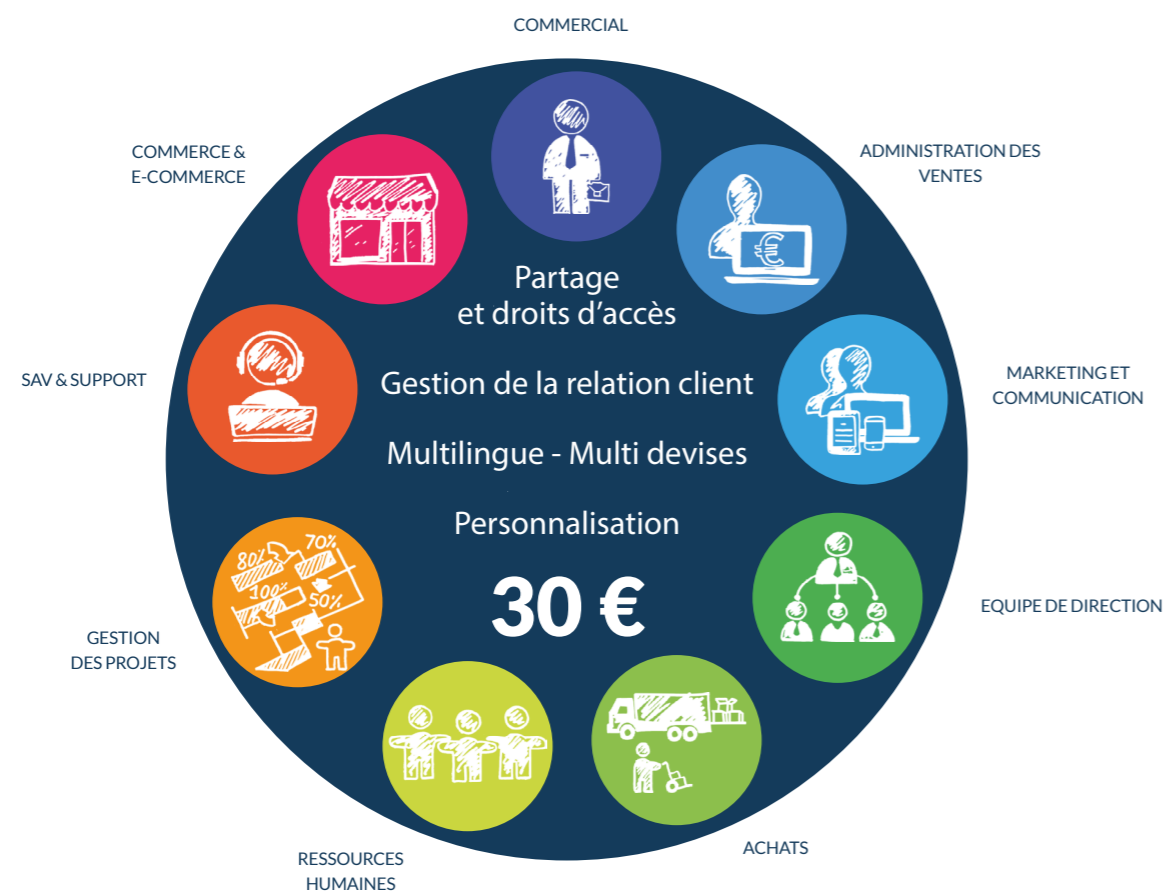 COMMERCIAL
COMMERCE &
E-COMMERCE
ADMINISTRATION DES
VENTES
€
Partage
et droits d'accès
SAV & SUPPORT
Gestion de la relation client
MARKETING ET
COMMUNICATION
Multilingue - Multi devises
Personnalisation
80%
70%
100%
50%
30 €
EQUIPE DE DIRECTION
GESTION
DES PROJETS
ACHATS
RESSOURCES
HUMAINES